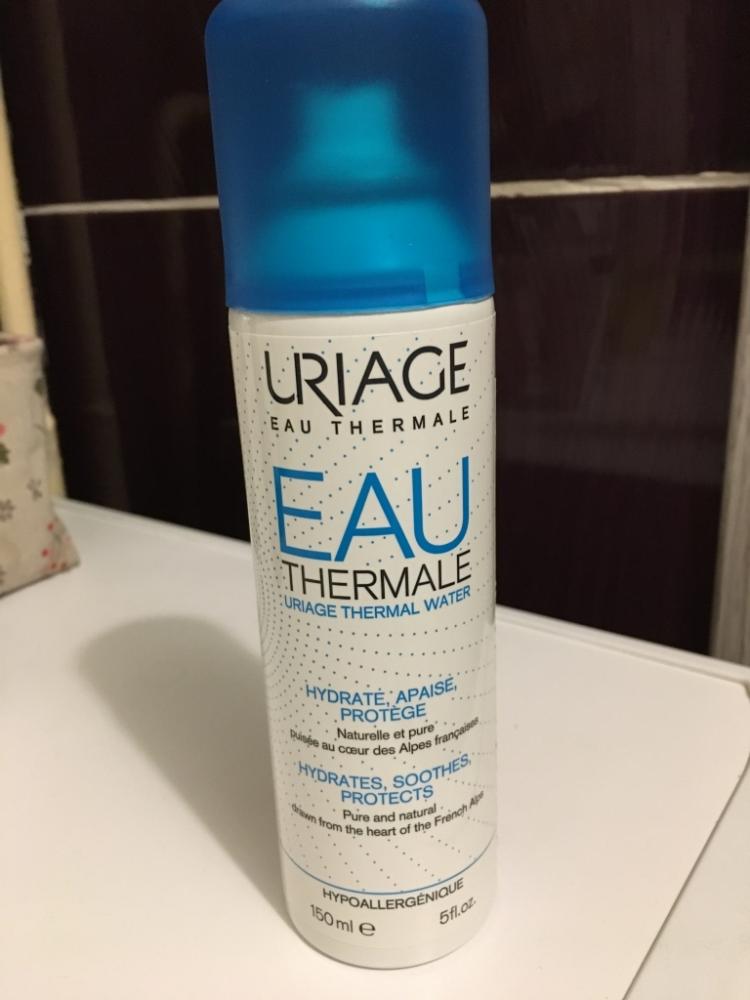 URIAGE
EAU THERMALE
EAU
THERMALE
URIAGE THERMAL WATER
HYDRATE, APAISE,
PROTÈGE
Naturelle et pure
puisée au cœur des Alpes françaises
HYDRATES, SOOTHES,
PROTECTS
Pure and natural
drawn from the heart of the French Alps
HYPOALLERGÉNIQUE
150 ml e 5fl.oz.